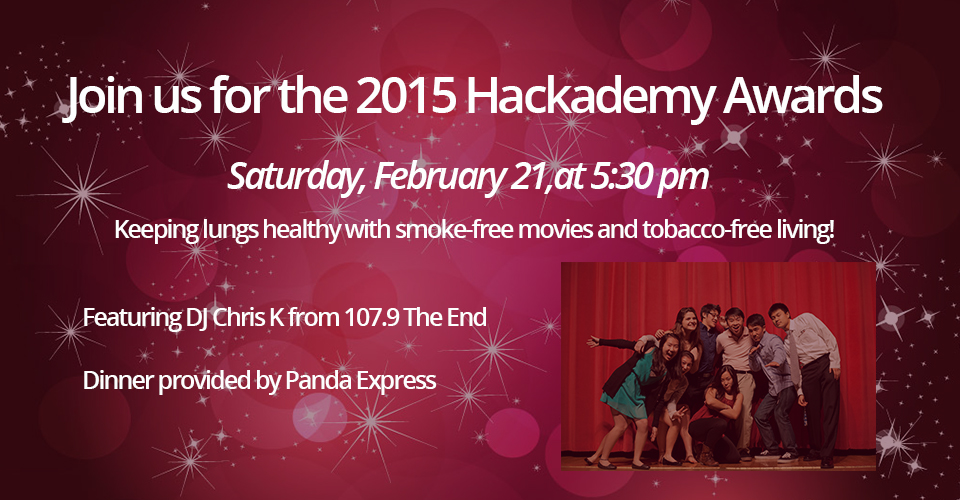 Join us for the 2015 Hackademy Awards
Saturday, February 21,at 5:30 pm
Keeping lungs healthy with smoke-free movies and tobacco-free living!
Featuring DJ Chris K from 107.9 The End
Dinner provided by Panda Express